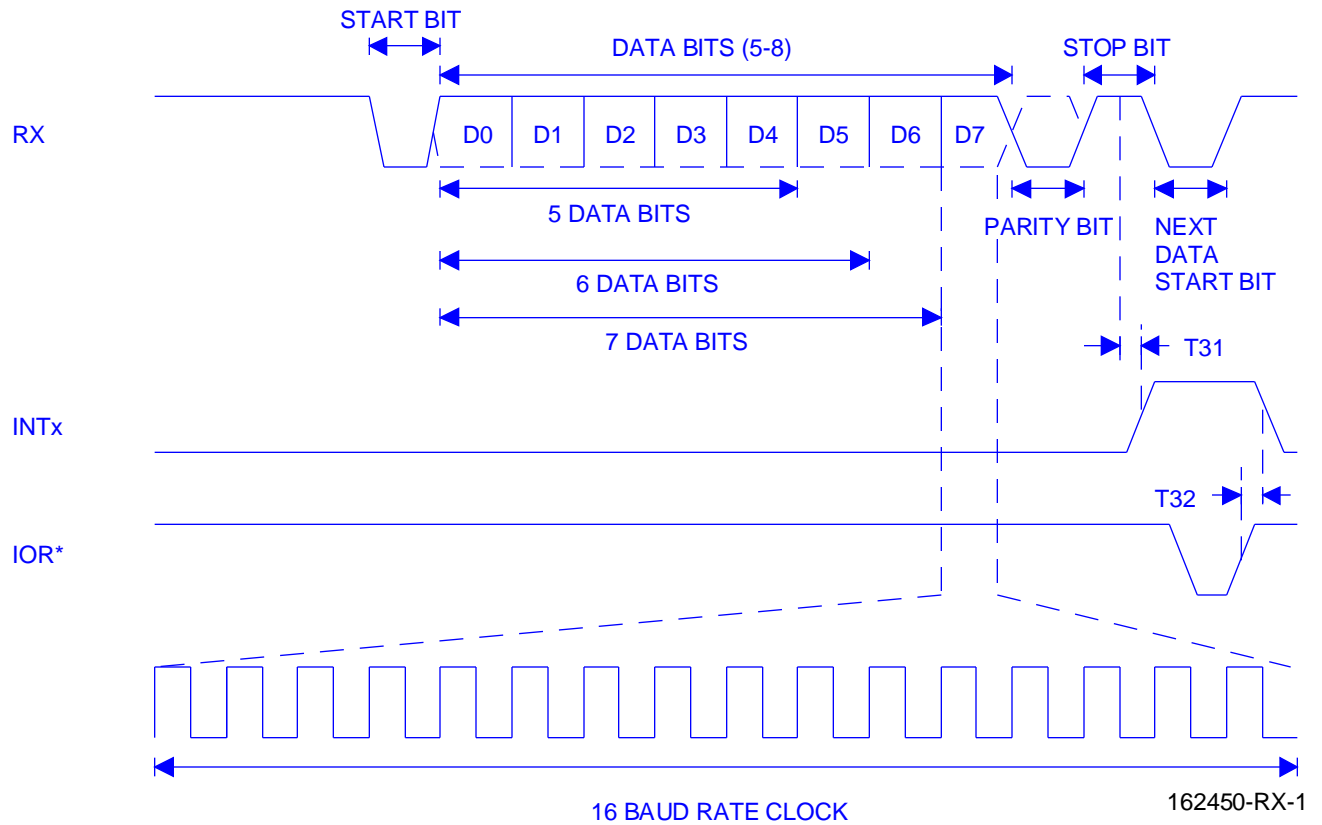 START BIT
DATA BITS (5-8)
STOP BIT
RX
D0 D1 D2 D3 D4 D5 D6 D7
5 DATA BITS
PARITY BIT
NEXT
DATA
START BIT
6 DATA BITS
7 DATA BITS
T31
INTx
T32
IOR*
16 BAUD RATE CLOCK
162450-RX-1